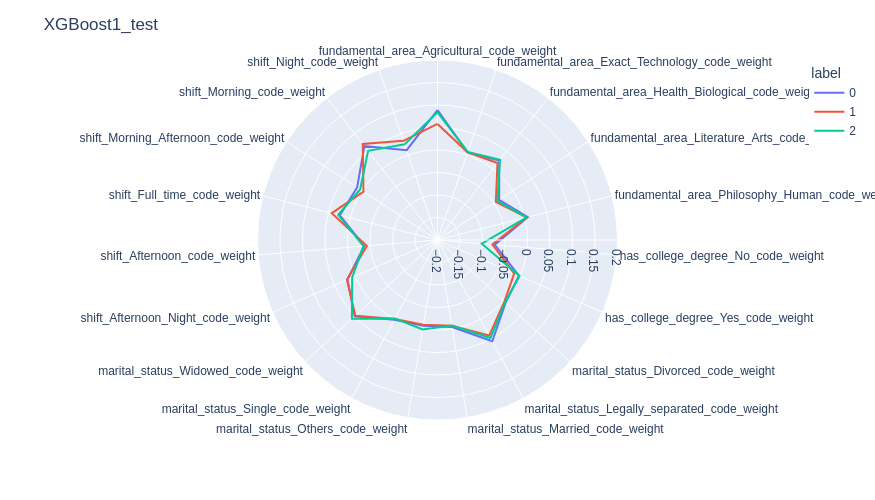 XGBoost1_test
fundamental_area_Agricultural_code_weight
shift_Night_code_weight
fundamental_area_Exact_Technology_code_weight
label
shift_Morning_code_weight
fundamental_area_Health_Biological_code_weig
0
1
2
shift_Morning_Afternoon_code_weight
fundamental_area_Literature_Arts_code_
shift_Full_time_code_weight
fundamental_area_Philosophy_Human_code_we
shift_Afternoon_code_weight
−0.2
−0.15
−0.1
−0.05
0
0.05
0.1
0.15
0.2
has_college_degree_No_code_weight
shift_Afternoon_Night_code_weight
has_college_degree_Yes_code_weight
marital_status_Widowed_code_weight
marital_status_Divorced_code_weight
marital_status_Single_code_weight
marital_status_Legally_separated_code_weight
marital_status_Others_code_weight
marital_status_Married_code_weight